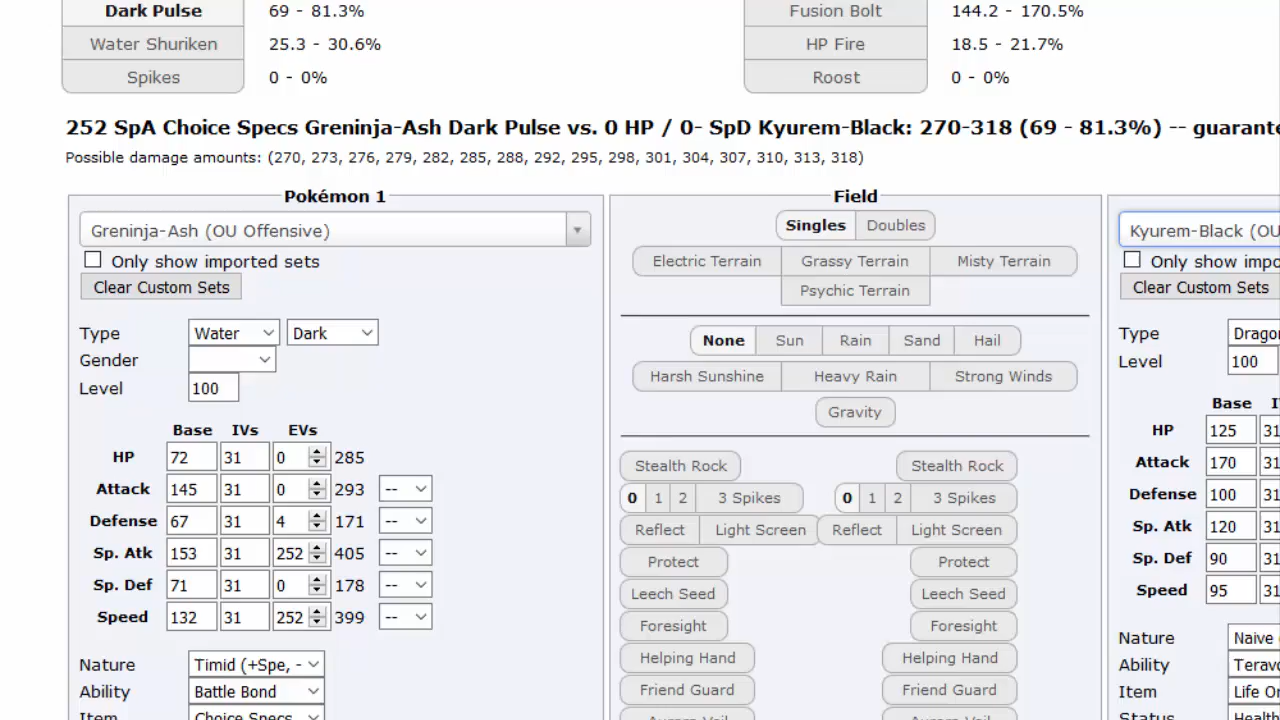 Dark Pulse 69 - 81.3% Fusion Bolt 144.2 - 170.5%
Water Shuriken 25.3 - 30.6% HP Fire 18.5 - 21.7%
Spikes 0 - 0% Roost 0 - 0%
252 SpA Choice Specs Greninja-Ash Dark Pulse vs. 0 HP / 0- SpD Kyurem-Black: 270-318 (69 - 81.3%) -- guarante
Possible damage amounts: (270, 273, 276, 279, 282, 285, 288, 292, 295, 298, 301, 304, 307, 310, 313, 318)
Pokémon 1
Greninja-Ash (OU Offensive)
Only show imported sets
Clear Custom Sets
Type Water Dark
Gender
Level 100
Base IVs EVs
HP 72 31 0 285
Attack 145 31 0 293 --
Defense 67 31 4 171 --
Sp. Atk 153 31 252 405 --
Sp. Def 71 31 0 178 --
Speed 132 31 252 399 --
Nature Timid (+Spe, -
Ability Battle Bond
Item Choice Specs
Field
Singles Doubles
Electric Terrain Grassy Terrain Misty Terrain
Psychic Terrain
None Sun Rain Sand Hail
Harsh Sunshine Heavy Rain Strong Winds
Gravity
Stealth Rock Stealth Rock
0 1 2 3 Spikes 0 1 2 3 Spikes
Reflect Light Screen Reflect Light Screen
Protect Protect
Leech Seed Leech Seed
Foresight Foresight
Helping Hand Helping Hand
Friend Guard Friend Guard
Aurora Veil Aurora Veil
Kyurem-Black (OU
Only show impo
Clear Custom Sets
Type Dragon
Level 100
Base I
HP 125 31
Attack 170 31
Defense 100 31
Sp. Atk 120 31
Sp. Def 90 31
Speed 95 31
Nature Naive
Ability Terav
Item Life Or
Status Health